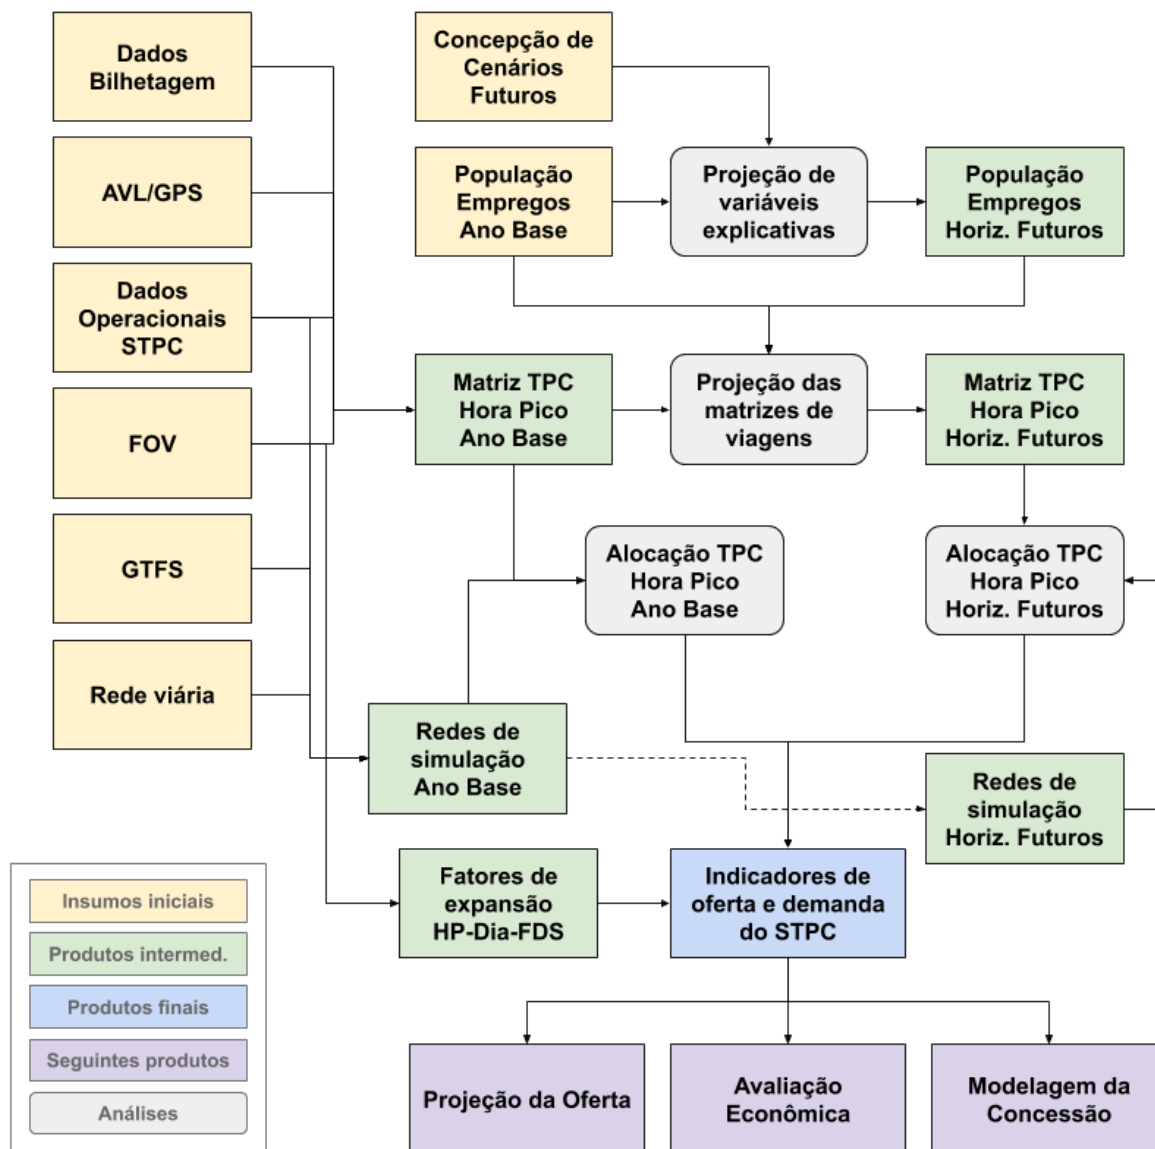 Dados
Bilhetagem
AVL/GPS
Dados
Operacionais
STPC
FOV
GTFS
Rede viária
Concepção de
Cenários
Futuros
População
Empregos
Ano Base
Projeção de
variáveis
explicativas
População
Empregos
Horiz. Futuros
Matriz TPC
Hora Pico
Ano Base
Projeção das
matrizes de
viagens
Matriz TPC
Hora Pico
Horiz. Futuros
Alocação TPC
Hora Pico
Ano Base
Alocação TPC
Hora Pico
Horiz. Futuros
Redes de
simulação
Ano Base
Redes de
simulação
Horiz. Futuros
Fatores de
expansão
HP-Dia-FDS
Indicadores de
oferta e demanda
do STPC
Projeção da Oferta
Avaliação
Econômica
Modelagem da
Concessão
Insumos iniciais
Produtos intermed.
Produtos finais
Seguintes produtos
Análises